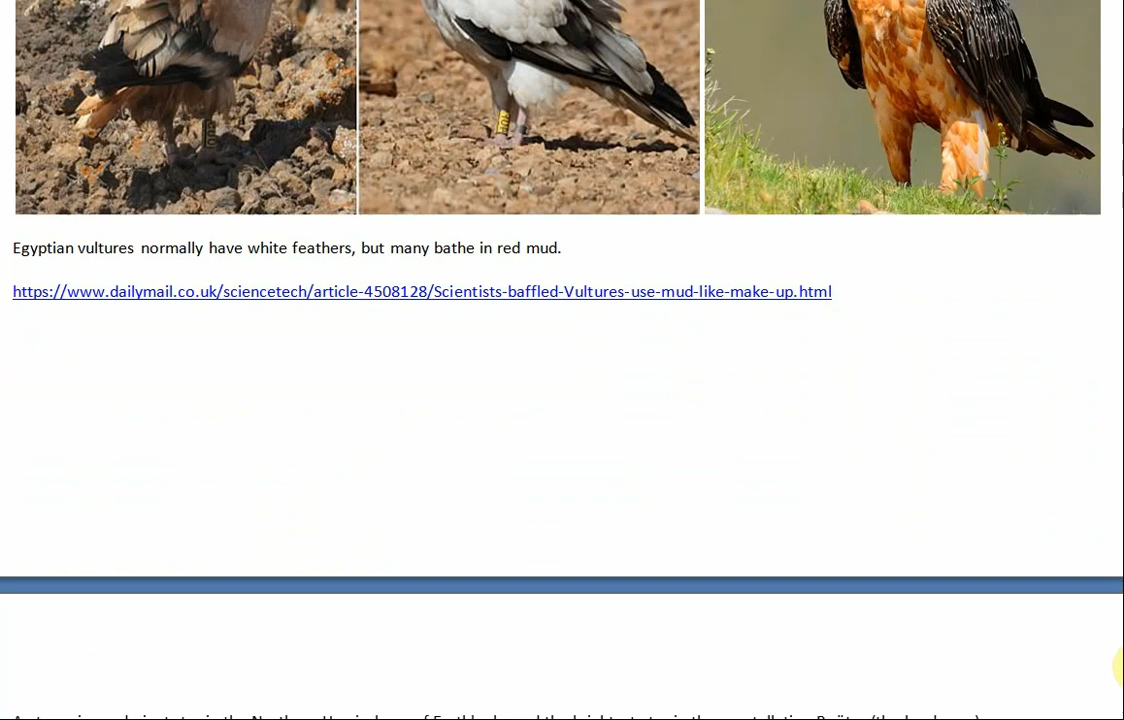 Egyptian vultures normally have white feathers, but many bathe in red mud.
https://www.dailymail.co.uk/sciencetech/article-4508128/Scientists-baffled-Vultures-use-mud-like-make-up.html